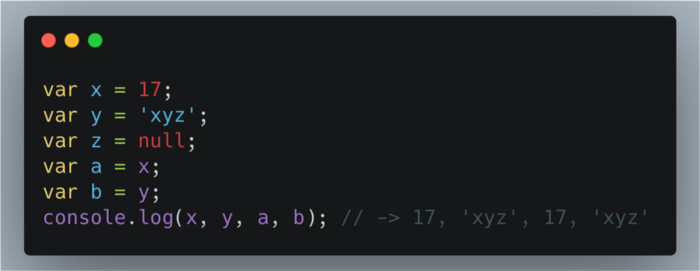 var x = 17;
var y = 'xyz';
var z = null;
var a = x;
var b = y;
console.log(x, y, a, b); // -> 17, 'xyz', 17, 'xyz'